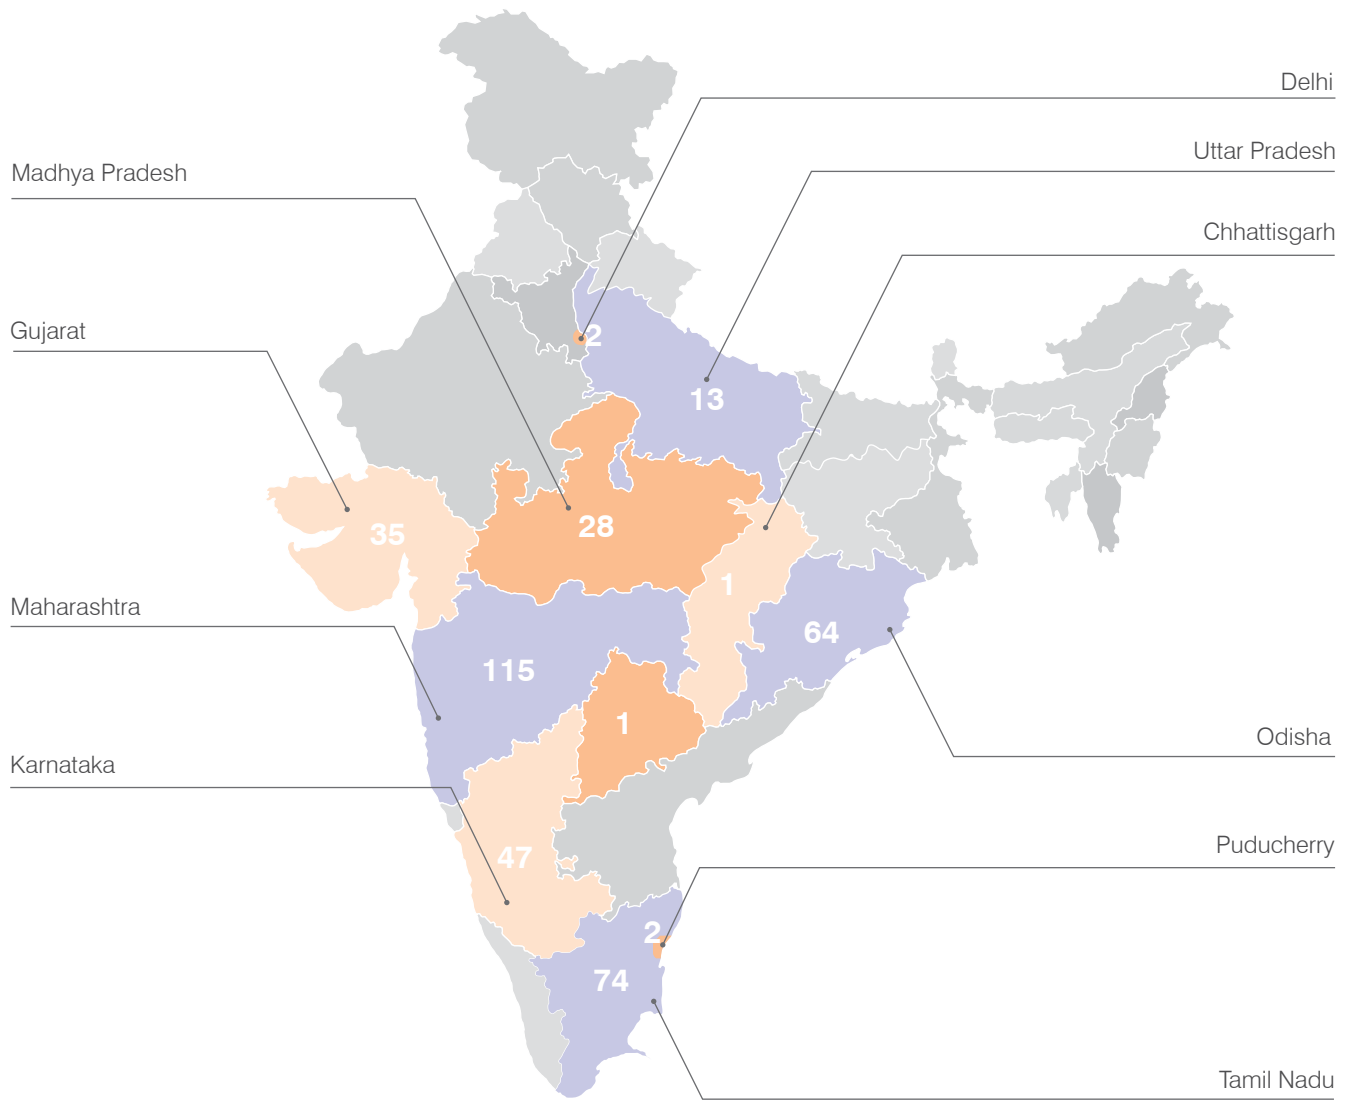 Delhi
Uttar Pradesh
Madhya Pradesh
Chhattisgarh
Gujarat
2
13
35
28
1
Maharashtra
64
115
1
Odisha
Karnataka
47
Puducherry
2
74
Tamil Nadu